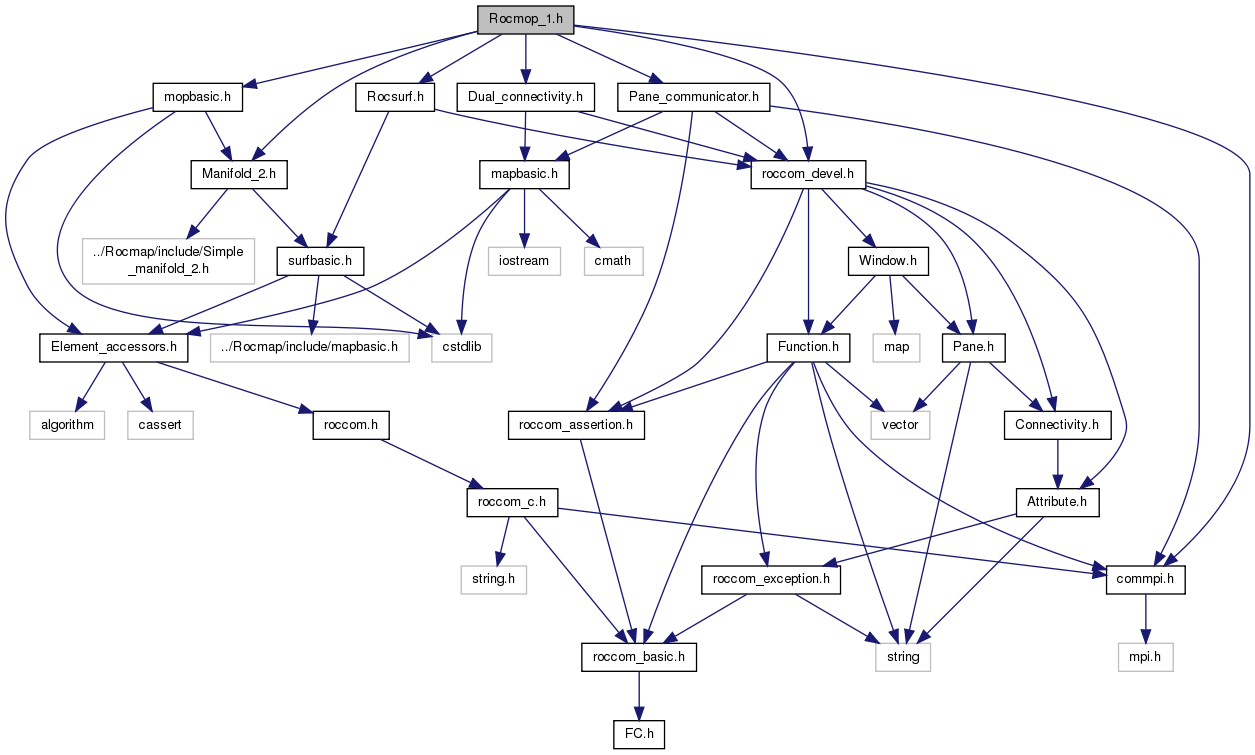 Rocmop_1.h
mopbasic.h
Rocsurf.h
Dual_connectivity.h
Pane_communicator.h
Manifold_2.h
mapbasic.h
roccom_devel.h
../Rocmap/include/Simple
_manifold_2.h
surfbasic.h
iostream
cmath
Window.h
Element_accessors.h
../Rocmap/include/mapbasic.h
cstdlib
Function.h
map
Pane.h
algorithm
cassert
roccom.h
roccom_assertion.h
vector
Connectivity.h
roccom_c.h
Attribute.h
string.h
roccom_exception.h
commpi.h
roccom_basic.h
string
mpi.h
FC.h